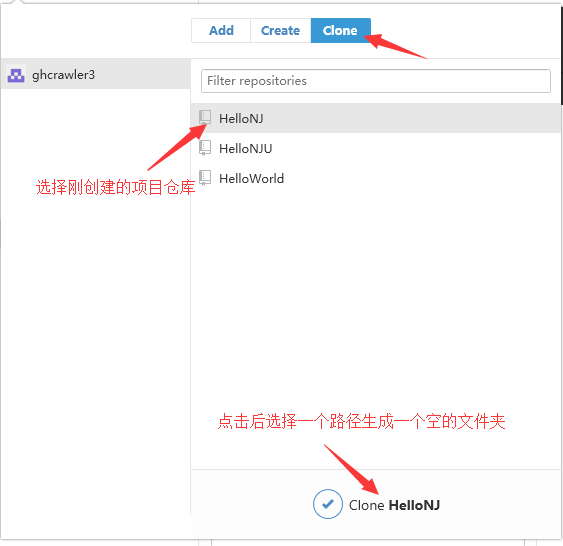 Add Create Clone
ghcrawler3
Filter repositories
HelloNJ
HelloNJU
HelloWorld
选择刚创建的项目仓库
点击后选择一个路径生成一个空的文件夹
Clone HelloNJ